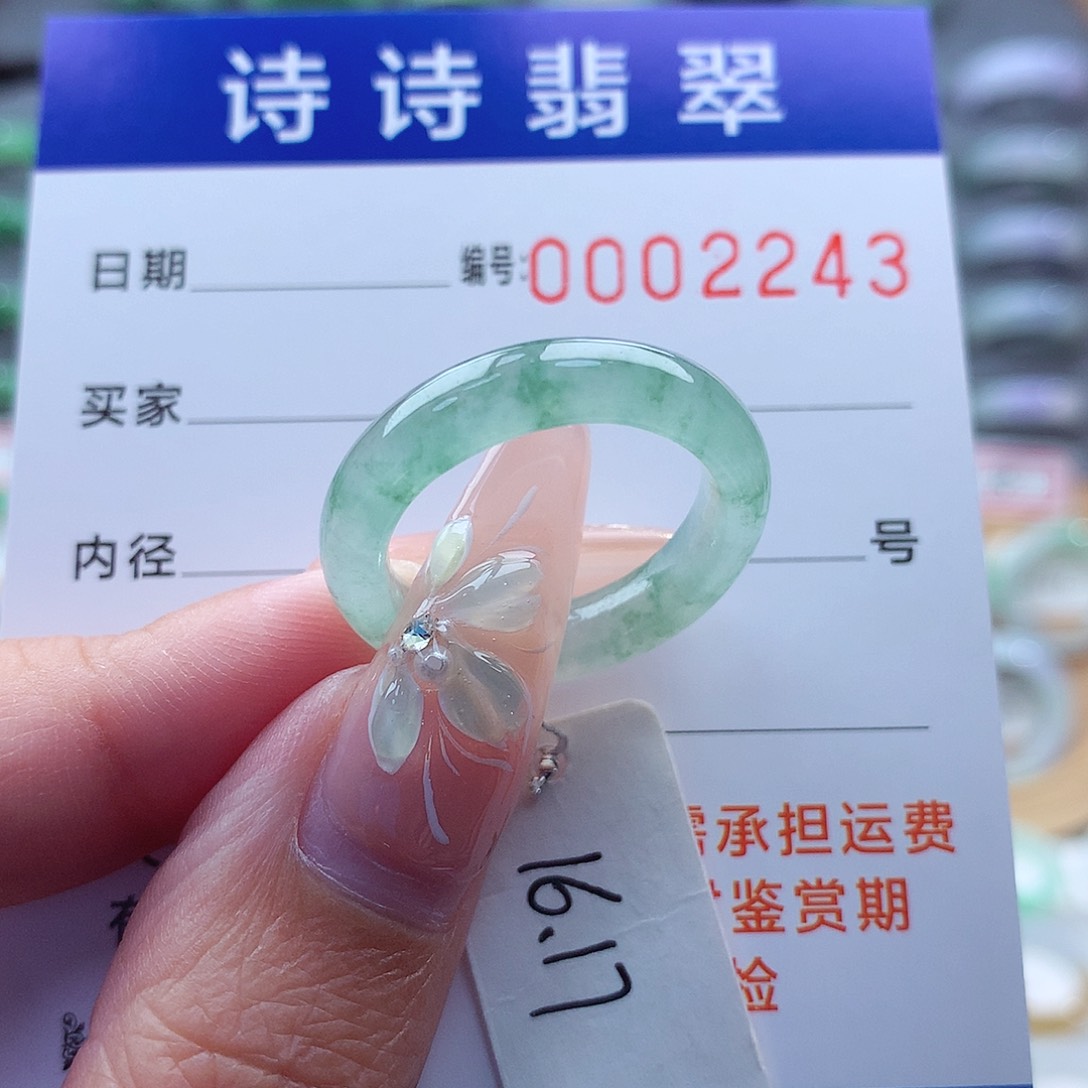 诗诗翡翠
日期 编号:0002243
买家
内径 号
承担运费
鉴赏期
检
16.17